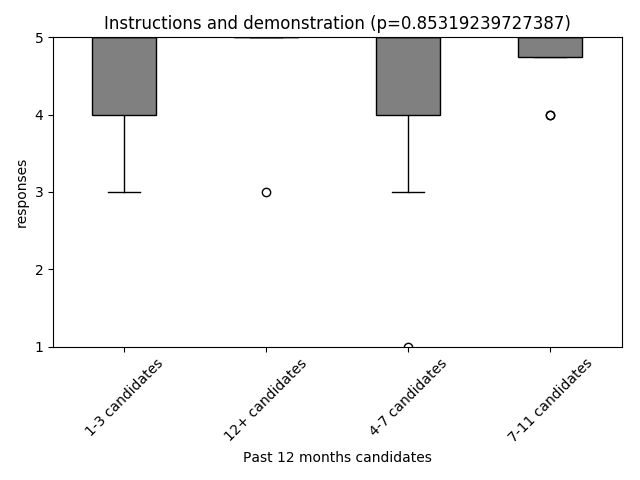 Instructions and demonstration (p=0.85319239727387)
5
4
3
2
1
responses
1-3 candidates
12+ candidates
4-7 candidates
7-11 candidates
Past 12 months candidates